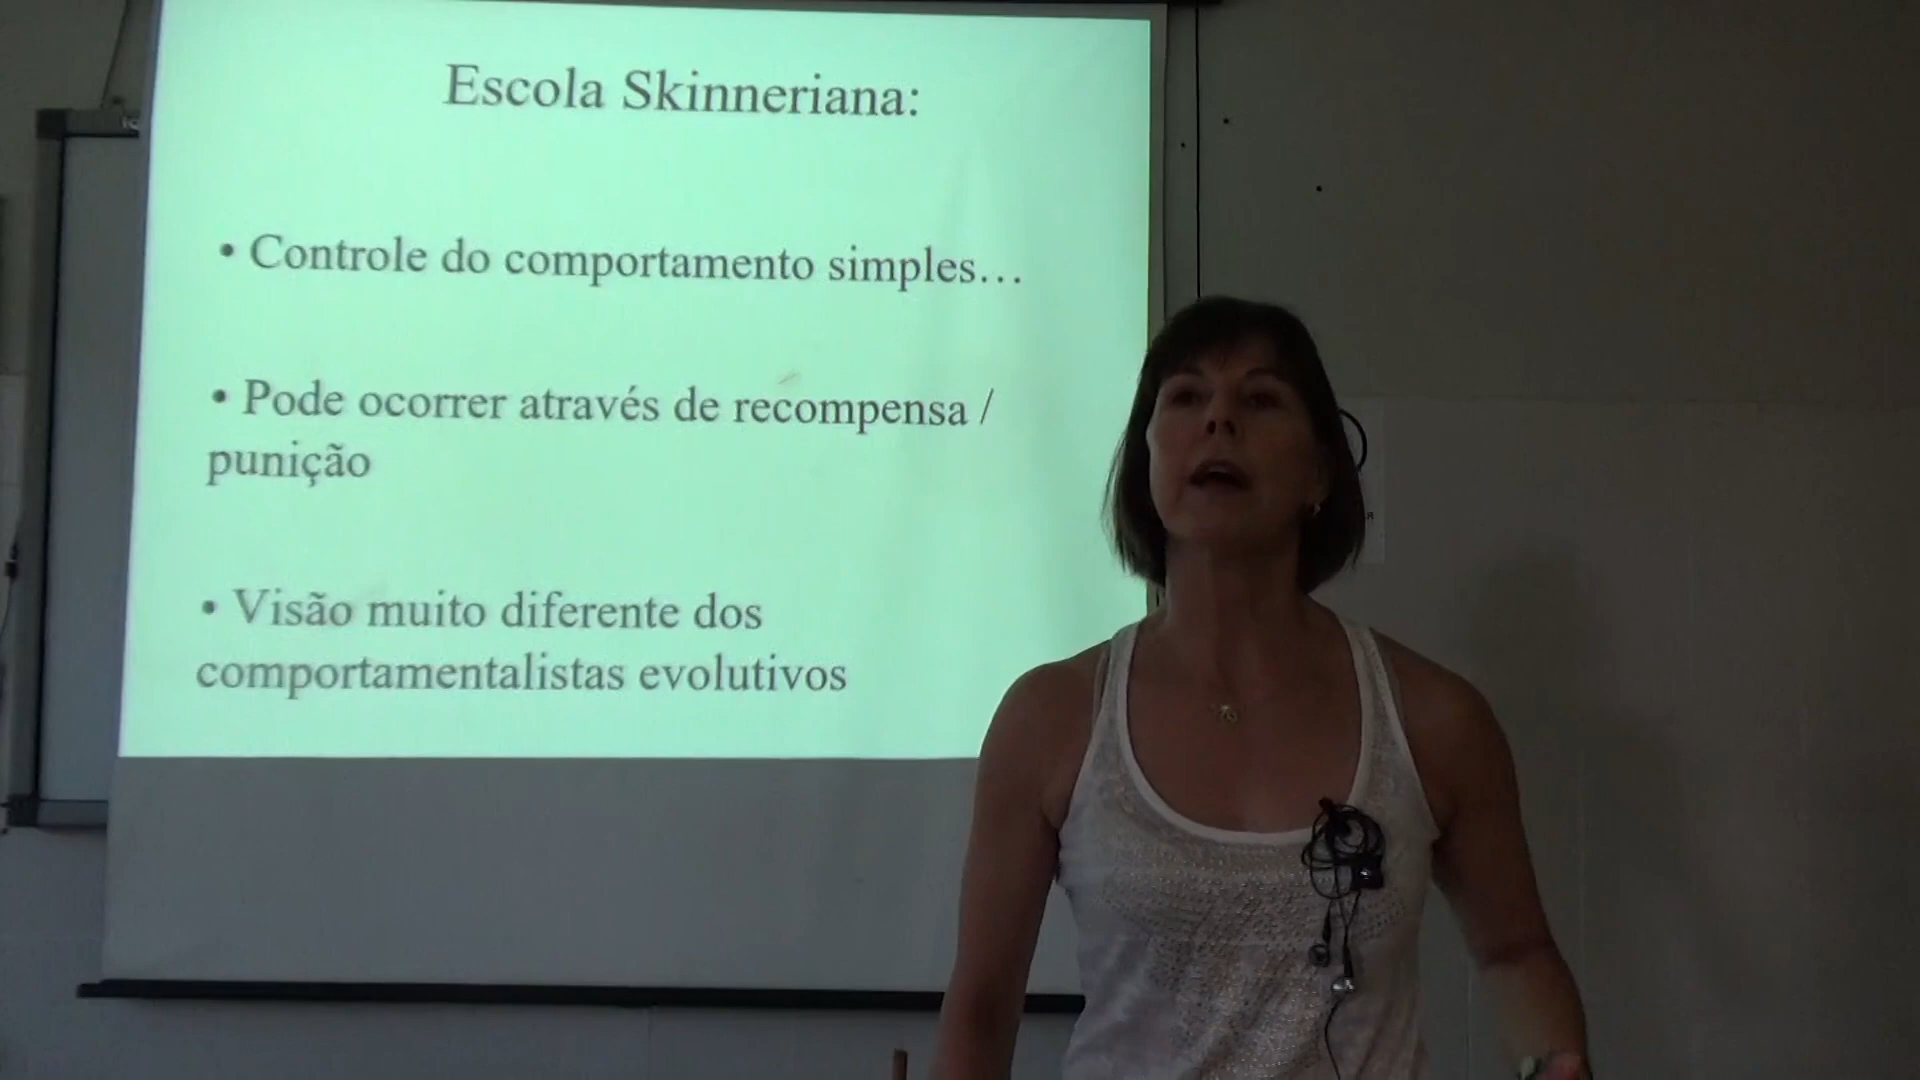 Escola Skinneriana:
• Controle do comportamento simples…
• Pode ocorrer através de recompensa /
punição
• Visão muito diferente dos
comportamentalistas evolutivos